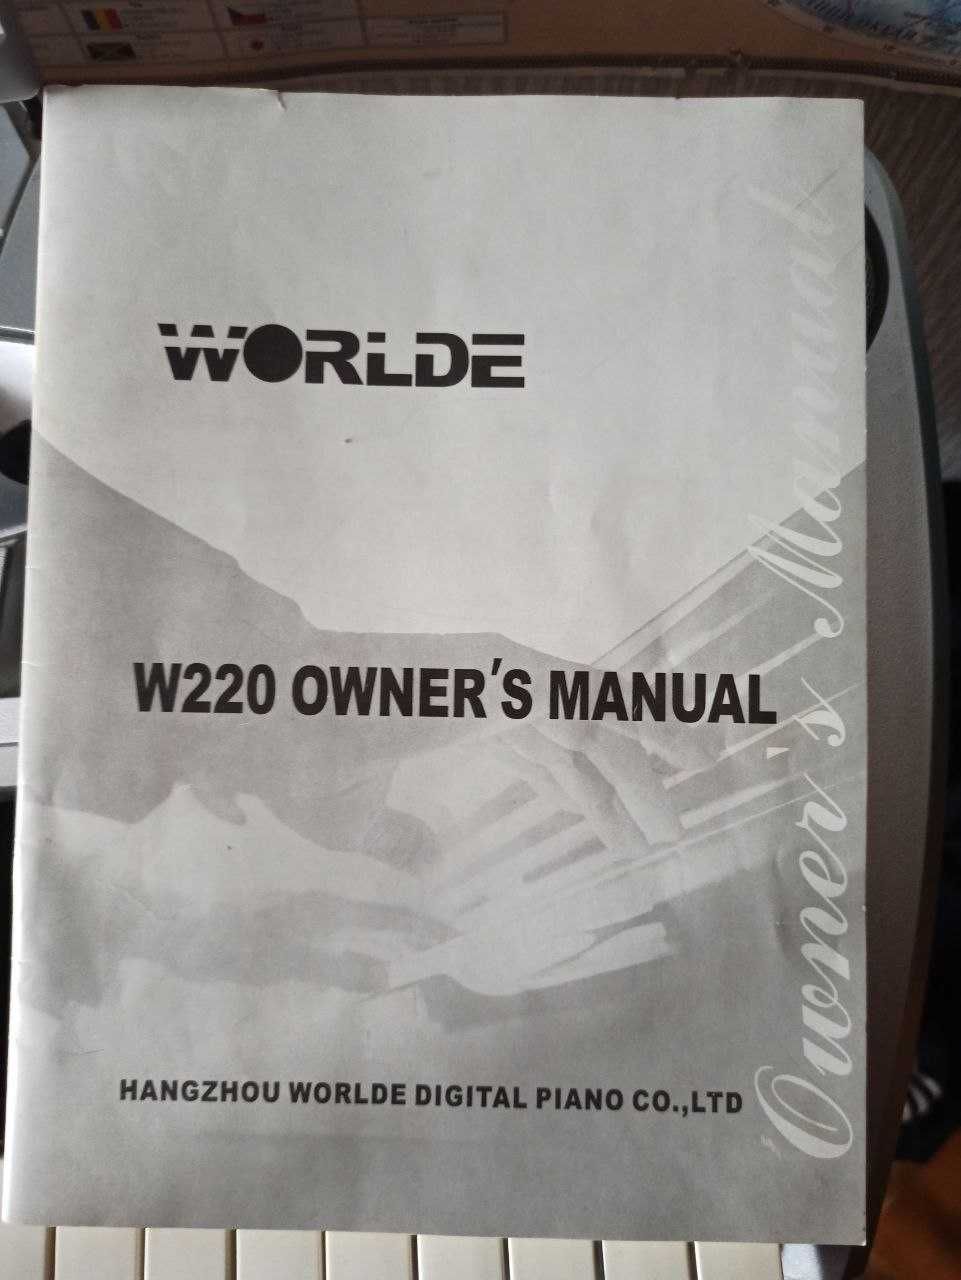 WORLDE
W220 OWNER'S MANUAL
HANGZHOU WORLDE DIGITAL PIANO CO.,LTD
Owner's Manual